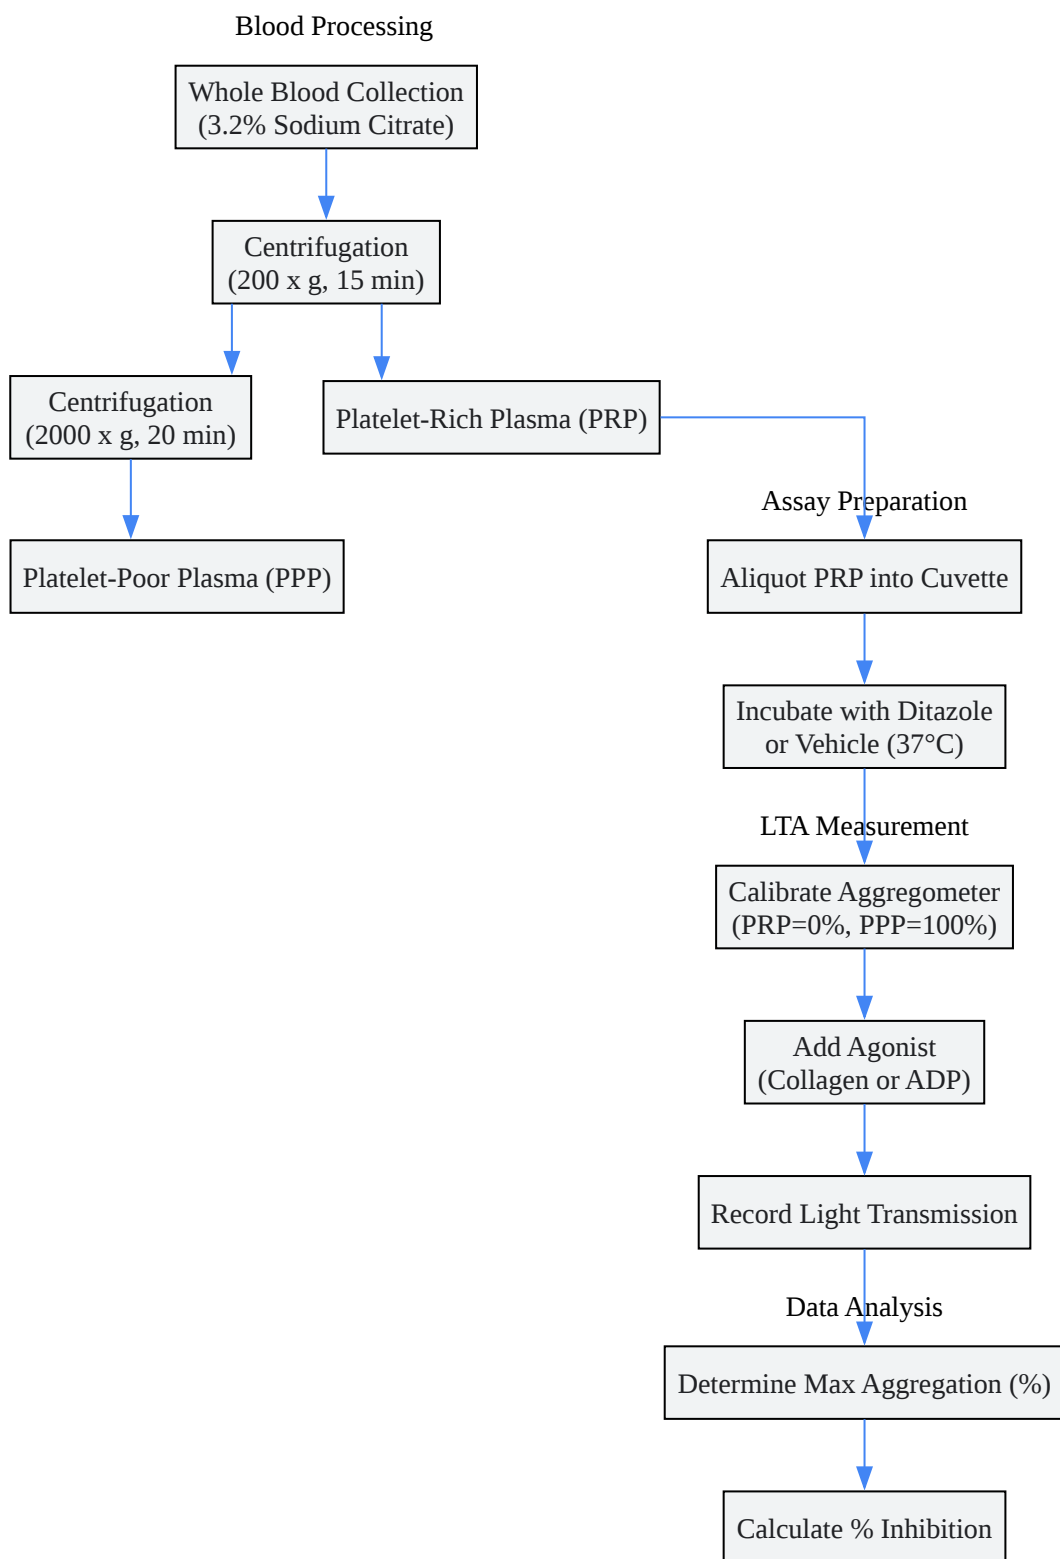 Blood Processing
Whole Blood Collection
(3.2% Sodium Citrate)
Centrifugation
(200 x g, 15 min)
Centrifugation
(2000 x g, 20 min)
Platelet-Rich Plasma (PRP)
Platelet-Poor Plasma (PPP)
Assay Preparation
Aliquot PRP into Cuvette
Incubate with Ditazole
or Vehicle (37°C)
LTA Measurement
Calibrate Aggregometer
(PRP=0%, PPP=100%)
Add Agonist
(Collagen or ADP)
Record Light Transmission
Data Analysis
Determine Max Aggregation (%)
Calculate % Inhibition